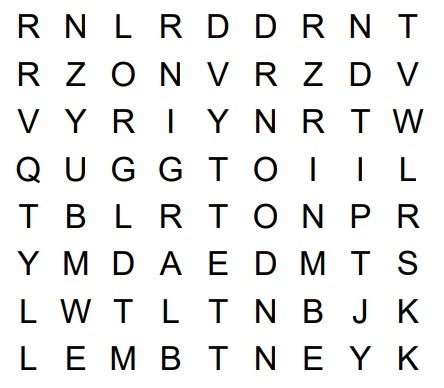 R N L R D D R N T
R Z O N V R Z D V
V Y R I Y N R T W
Q U G G T O I I L
T B L R T O N P R
Y M D A E D M T S
L W T L T N B J K
L E M B T N E Y K